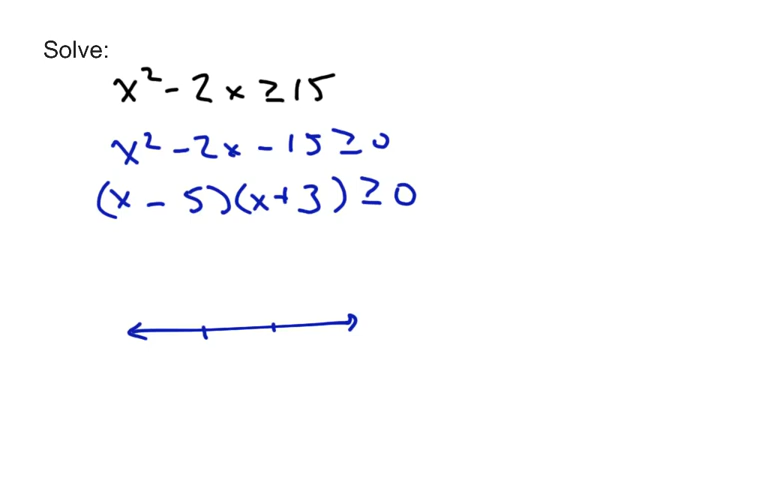 Solve:
x² - 2x ≥ 15
x² - 2x - 15 ≥ 0
(x - 5)(x + 3) ≥ 0